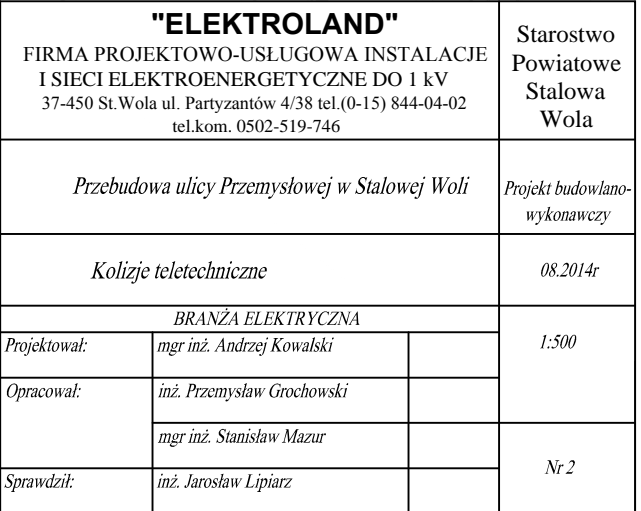 "ELEKTROLAND"
FIRMA PROJEKTOWO-USŁUGOWA INSTALACJE
I SIECI ELEKTROENERGETYCZNE DO 1 kV
37-450 St.Wola ul. Partyzantów 4/38 tel.(0-15) 844-04-02
tel.kom. 0502-519-746
Starostwo
Powiatowe
Stalowa
Wola
Przebudowa ulicy Przemysłowej w Stalowej Woli
Projekt budowlano-
wykonawczy
Kolizje teletechniczne
08.2014r
BRANŻA ELEKTRYCZNA
1:500
Projektował:
mgr inż. Andrzej Kowalski
Opracował:
inż. Przemysław Grochowski
mgr inż. Stanisław Mazur
Nr 2
Sprawdził:
inż. Jarosław Lipiarz